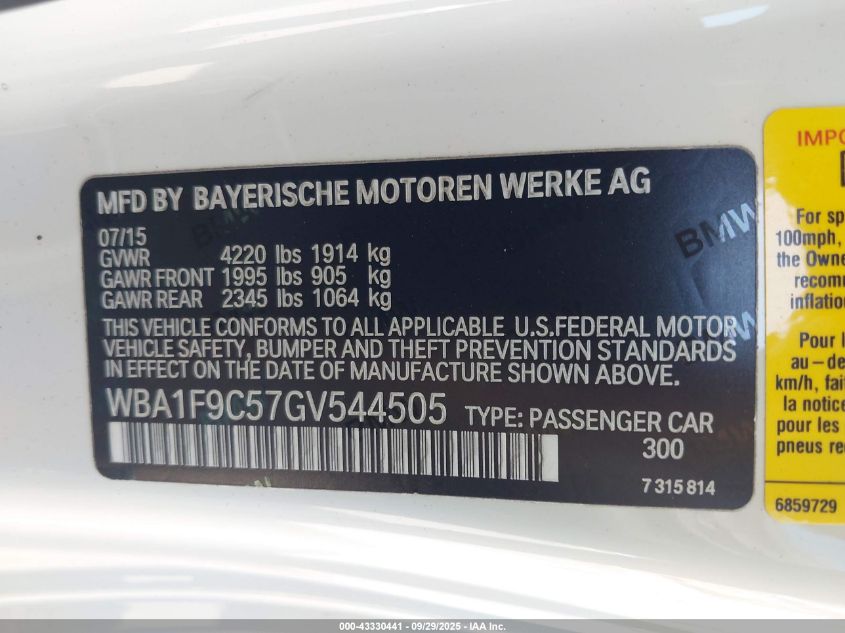 MFD BY BAYERISCHE MOTOREN WERKE AG
07/15
GVWR 4220 lbs 1914 kg
GAWR FRONT 1995 lbs 905 kg
GAWR REAR 2345 lbs 1064 kg
THIS VEHICLE CONFORMS TO ALL APPLICABLE U.S.FEDERAL MOTOR
VEHICLE SAFETY, BUMPER AND THEFT PREVENTION STANDARDS
IN EFFECT ON THE DATE OF MANUFACTURE SHOWN ABOVE.
WBA1F9C57GV544505 TYPE: PASSENGER CAR
300
7 315 814
BMW
For
100mph,
the Owne
recomm
inflation
Pour l
au-de
km/h, fait
la notice
pour les
pneus re
6859729
000-43330441 - 09/29/2025 - IAA Inc.